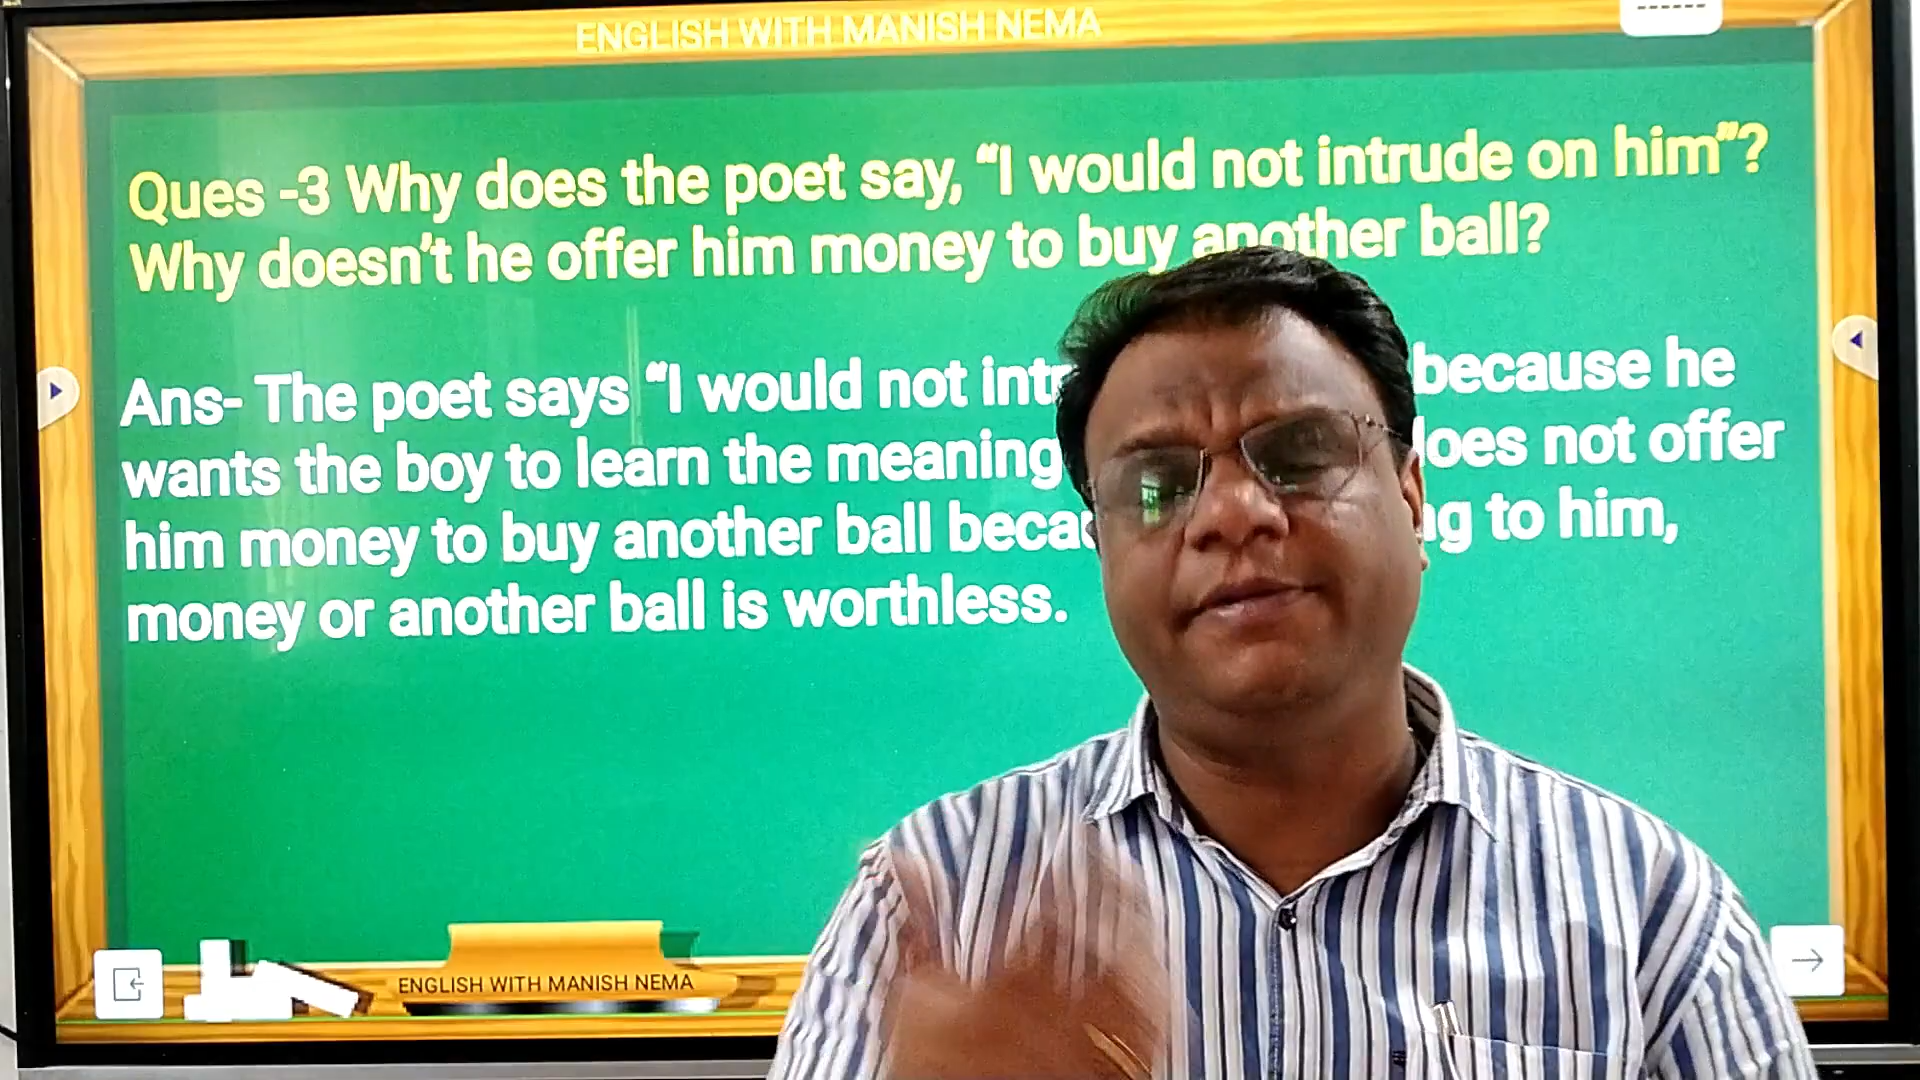 ENGLISH WITH MANISH NEMA
Ques -3 Why does the poet say, “I would not intrude on him”?
Why doesn’t he offer him money to buy another ball?
Ans- The poet says “I would not because he
wants the boy to learn the meaning does not offer
him money to buy another ball to him,
money or another ball is worthless.
ENGLISH WITH MANISH NEMA